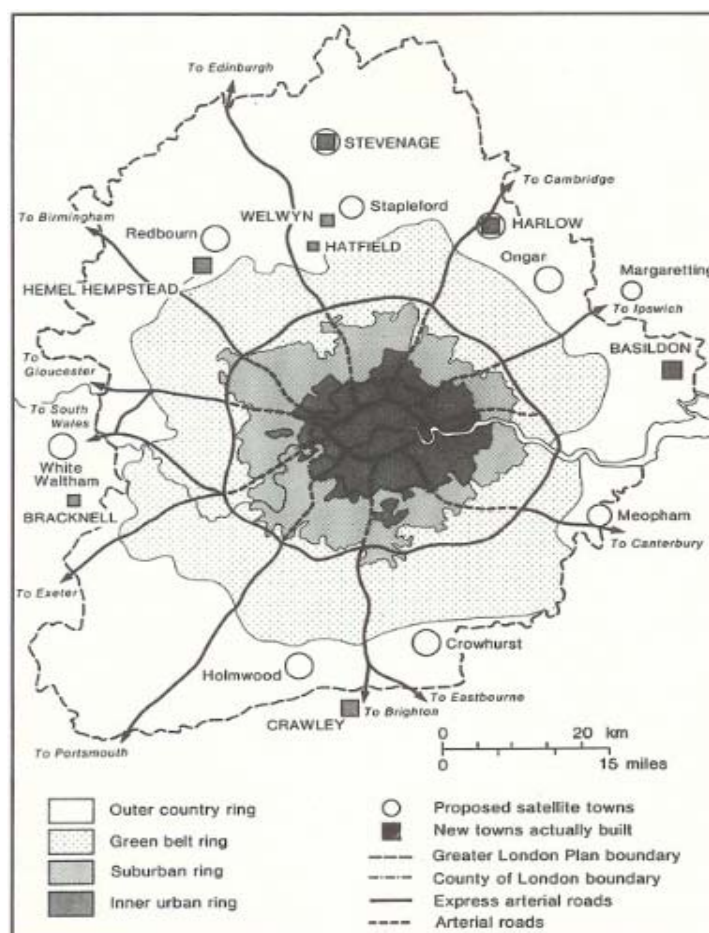 To Edinburgh
STEVENAGE
To Cambridge
WELWYN
Stapleford
To Birmingham
Redbourn
HARLOW
HATFIELD
Ongar
Margaretting
HEMEL HEMPSTEAD
To Ipswich
BASILDON
To
Gloucester
To South
Wales
White
Waltham
BRACKNELL
Meopham
To Canterbury
To Exeter
Crowhurst
Holmwood
To Eastbourne
CRAWLEY
To Brighton
To Portsmouth
0 20 km
0 15 miles
Outer country ring
Green belt ring
Suburban ring
Inner urban ring
Proposed satellite towns
New towns actually built
Greater London Plan boundary
County of London boundary
Express arterial roads
Arterial roads